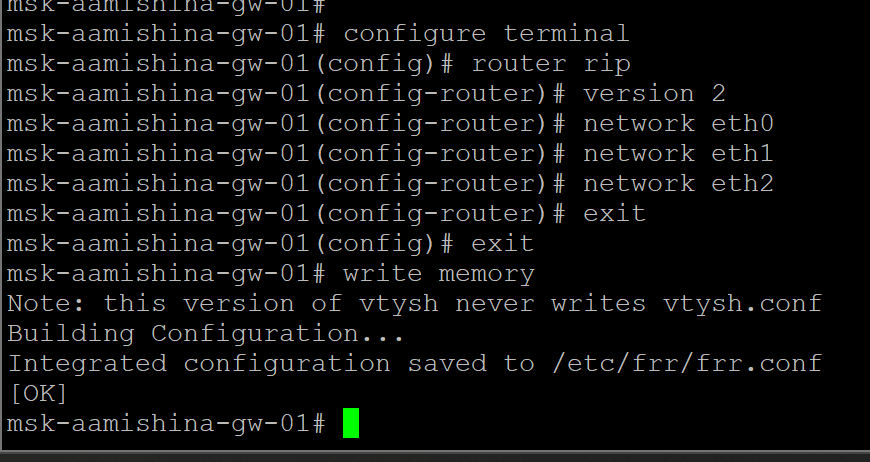 msk-aamishina-gw-01#
msk-aamishina-gw-01# configure terminal
msk-aamishina-gw-01(config)# router rip
msk-aamishina-gw-01(config-router)# version 2
msk-aamishina-gw-01(config-router)# network eth0
msk-aamishina-gw-01(config-router)# network eth1
msk-aamishina-gw-01(config-router)# network eth2
msk-aamishina-gw-01(config-router)# exit
msk-aamishina-gw-01(config)# exit
msk-aamishina-gw-01# write memory
Note: this version of vtysh never writes vtysh.conf
Building Configuration...
Integrated configuration saved to /etc/frr/frr.conf
[OK]
msk-aamishina-gw-01#